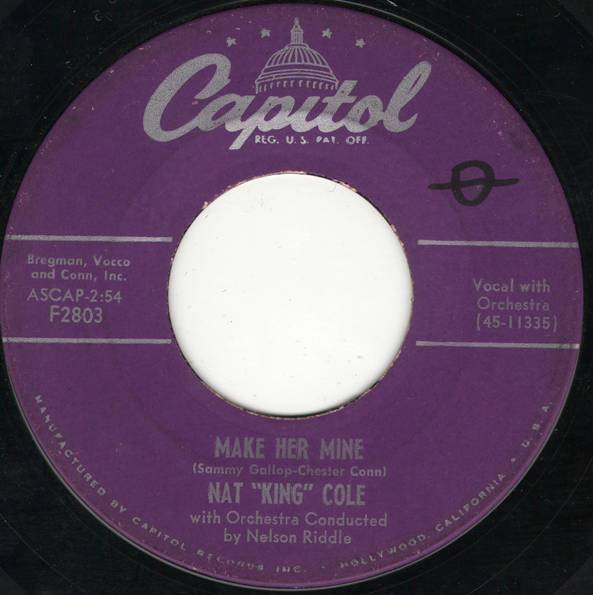 Capitol
REG. U.S. PAT. OFF.
Bregman, Vocco
and Conn, Inc.
ASCAP-2:54
F2803
Vocal with
Orchestra
(45-11335)
MAKE HER MINE
(Sammy Gallop-Chester Conn)
NAT "KING" COLE
with Orchestra Conducted
by Nelson Riddle
MANUFACTURED BY CAPITOL RECORDS INC. • HOLLYWOOD, CALIFORNIA • U.S.A.